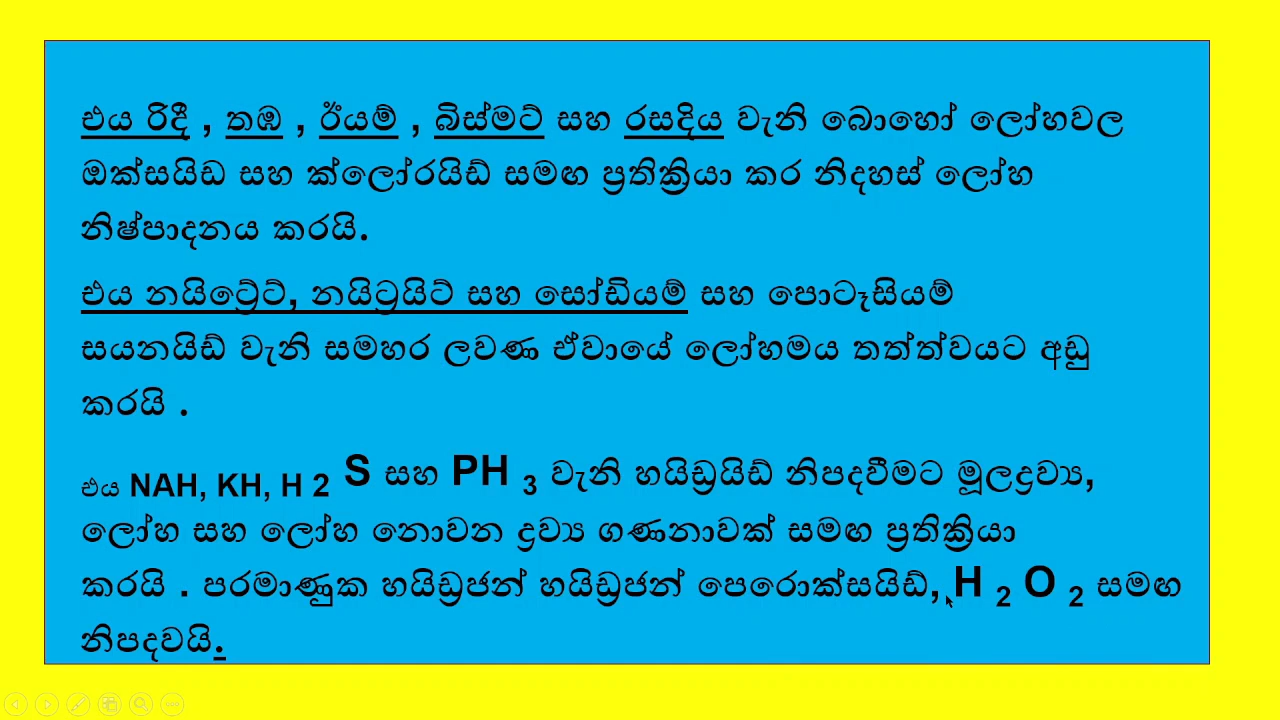 එය රිදී , තඹ , ඊයම් , බිස්මට් සහ රසදිය වැනි බොහෝ ලෝහවල
ඔක්සයිඩ සහ ක්ලෝරයිඩ් සමඟ ප්‍රතික්‍රියා කර නිදහස් ලෝහ
නිෂ්පාදනය කරයි.
එය නයිට්‍රේට්, නයිට්‍රයිට් සහ සෝඩියම් සහ පොටෑසියම්
සයනයිඩ් වැනි සමහර ලවණ ඒවායේ ලෝහමය තත්ත්වයට අඩු
කරයි .
එය NAH, KH, H 2 S සහ PH 3 වැනි හයිඩ්‍රයිඩ් නිපදවීමට මූලද්‍රව්‍ය,
ලෝහ සහ ලෝහ නොවන ද්‍රව්‍ය ගණනාවක් සමඟ ප්‍රතික්‍රියා
කරයි . පරමාණුක හයිඩ්‍රජන් හයිඩ්‍රජන් පෙරොක්සයිඩ්, H 2 O 2 සමඟ
නිපදවයි.